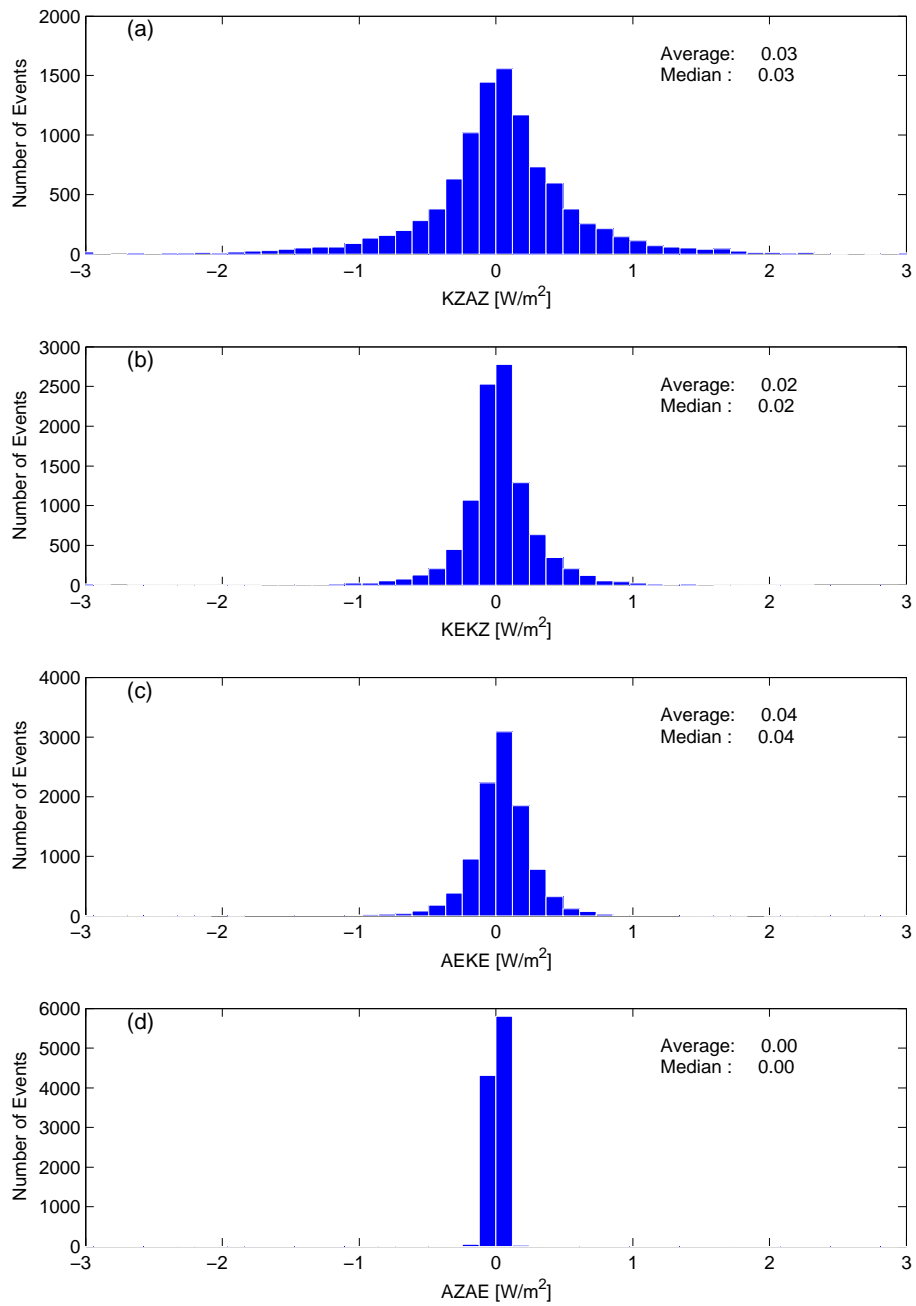 2000
(a)
Average: 0.03
Median : 0.03
1500
1000
500
0
Number of Events
−3 −2 −1 0 1 2 3
KZAZ [W/m²]
3000
(b)
Average: 0.02
Median : 0.02
2500
2000
1500
1000
500
0
Number of Events
−3 −2 −1 0 1 2 3
KEKZ [W/m²]
4000
(c)
Average: 0.04
Median : 0.04
3000
2000
1000
0
Number of Events
−3 −2 −1 0 1 2 3
AEKE [W/m²]
6000
(d)
Average: 0.00
Median : 0.00
5000
4000
3000
2000
1000
0
Number of Events
−3 −2 −1 0 1 2 3
AZAE [W/m²]